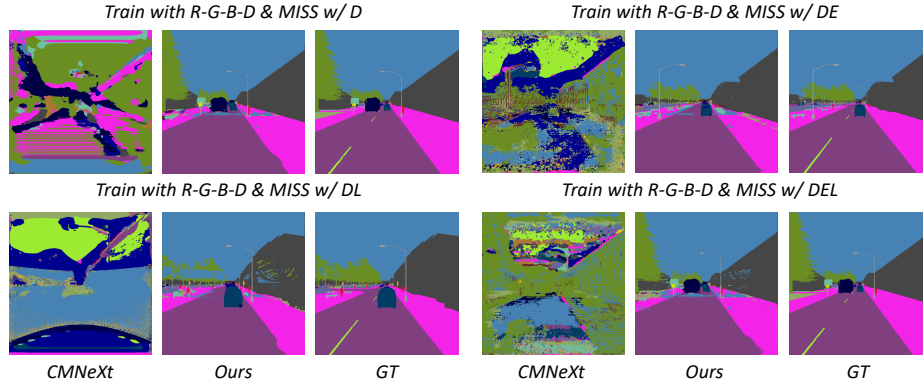 Train with R-G-B-D & MISS w/ D
Train with R-G-B-D & MISS w/ DE
Train with R-G-B-D & MISS w/ DL
Train with R-G-B-D & MISS w/ DEL
CMNeXt
Ours
GT
CMNeXt
Ours
GT